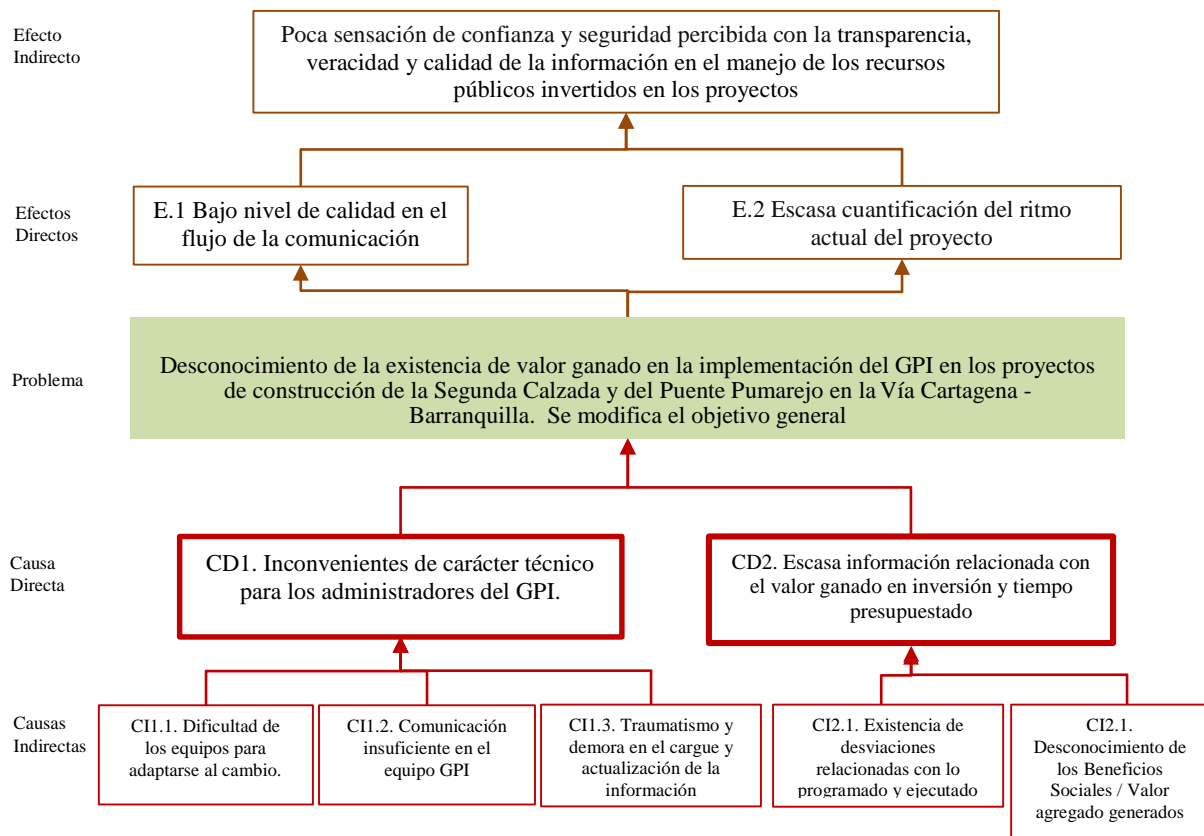 Efecto
Indirecto
Poca sensación de confianza y seguridad percibida con la transparencia,
veracidad y calidad de la información en el manejo de los recursos
públicos invertidos en los proyectos
Efectos
Directos
E.1 Bajo nivel de calidad en el
flujo de la comunicación
E.2 Escasa cuantificación del ritmo
actual del proyecto
Problema
Desconocimiento de la existencia de valor ganado en la implementación del GPI en los proyectos
de construcción de la Segunda Calzada y del Puente Pumarejo en la Vía Cartagena -
Barranquilla.  Se modifica el objetivo general
Causa
Directa
CD1. Inconvenientes de carácter técnico
para los administradores del GPI.
CD2. Escasa información relacionada con
el valor ganado en inversión y tiempo
presupuestado
Causas
Indirectas
CI1.1. Dificultad de
los equipos para
adaptarse al cambio.
CI1.2. Comunicación
insuficiente en el
equipo GPI
CI1.3. Traumatismo y
demora en el cargue y
actualización de la
información
CI2.1. Existencia de
desviaciones
relacionadas con lo
programado y ejecutado
CI2.1.
Desconocimiento de
los Beneficios
Sociales / Valor
agregado generados